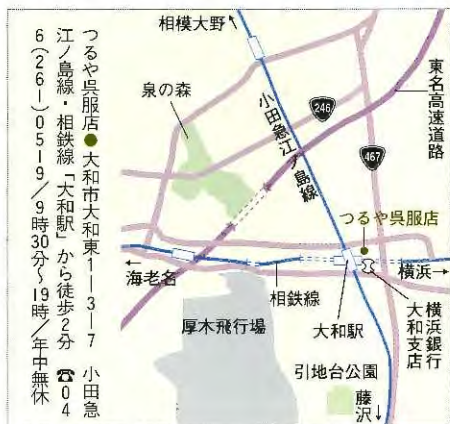 つるや呉服店●大和市大和東1―3―7 小田急
江ノ島線・相鉄線「大和駅」から徒歩2分 ☎04
6(261)0519/9時30分〜19時/年中無休
相模大野
泉の森
小田急江ノ島線
246
東名高速道路
467
つるや呉服店
海老名
相鉄線
横浜
厚木飛行場
大和駅
横浜銀行
大和支店
引地台公園
藤沢